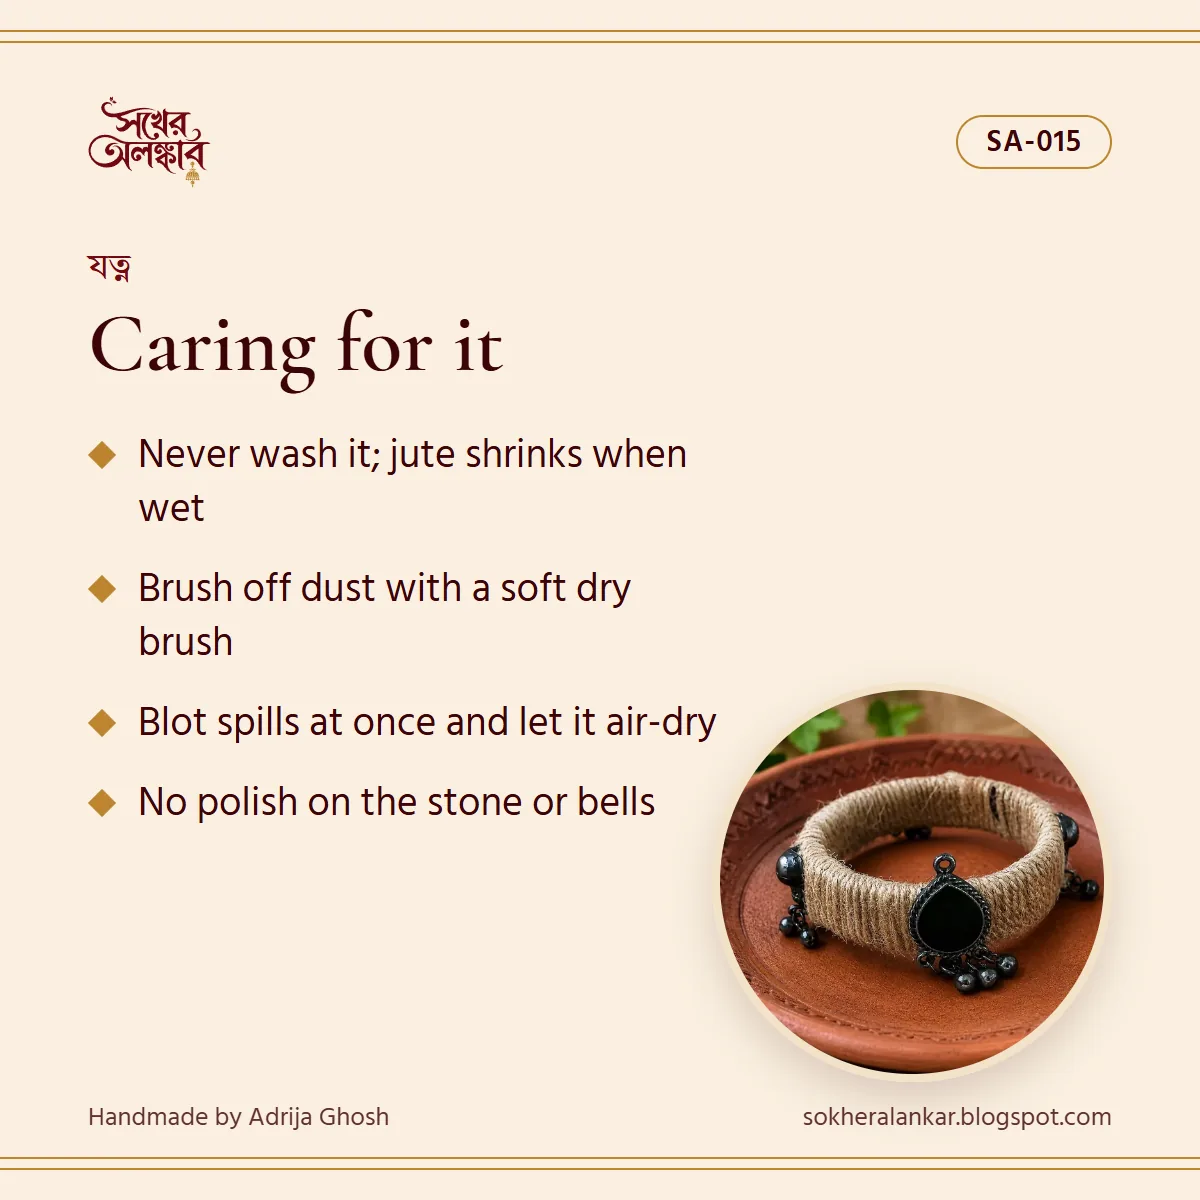 সখের
অলঙ্কার
SA-015
যত্ন
Caring for it
Never wash it; jute shrinks when
wet
Brush off dust with a soft dry
brush
Blot spills at once and let it air-dry
No polish on the stone or bells
Handmade by Adrija Ghosh
sokheralankar.blogspot.com